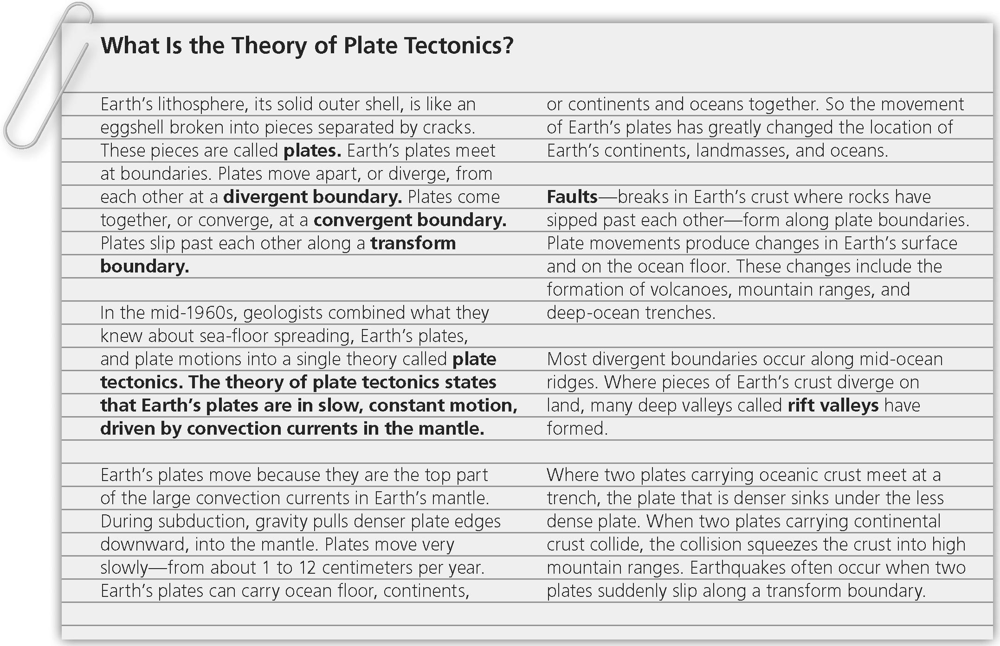 What Is the Theory of Plate Tectonics?
Earth's lithosphere, its solid outer shell, is like an
eggshell broken into pieces separated by cracks.
These pieces are called plates. Earth's plates meet
at boundaries. Plates move apart, or diverge, from
each other at a divergent boundary. Plates come
together, or converge, at a convergent boundary.
Plates slip past each other along a transform
boundary.
In the mid-1960s, geologists combined what they
knew about sea-floor spreading, Earth's plates,
and plate motions into a single theory called plate
tectonics. The theory of plate tectonics states
that Earth's plates are in slow, constant motion,
driven by convection currents in the mantle.
Earth's plates move because they are the top part
of the large convection currents in Earth's mantle.
During subduction, gravity pulls denser plate edges
downward, into the mantle. Plates move very
slowly—from about 1 to 12 centimeters per year.
Earth's plates can carry ocean floor, continents,
or continents and oceans together. So the movement
of Earth's plates has greatly changed the location of
Earth's continents, landmasses, and oceans.
Faults—breaks in Earth's crust where rocks have
sipped past each other—form along plate boundaries.
Plate movements produce changes in Earth's surface
and on the ocean floor. These changes include the
formation of volcanoes, mountain ranges, and
deep-ocean trenches.
Most divergent boundaries occur along mid-ocean
ridges. Where pieces of Earth's crust diverge on
land, many deep valleys called rift valleys have
formed.
Where two plates carrying oceanic crust meet at a
trench, the plate that is denser sinks under the less
dense plate. When two plates carrying continental
crust collide, the collision squeezes the crust into high
mountain ranges. Earthquakes often occur when two
plates suddenly slip along a transform boundary.